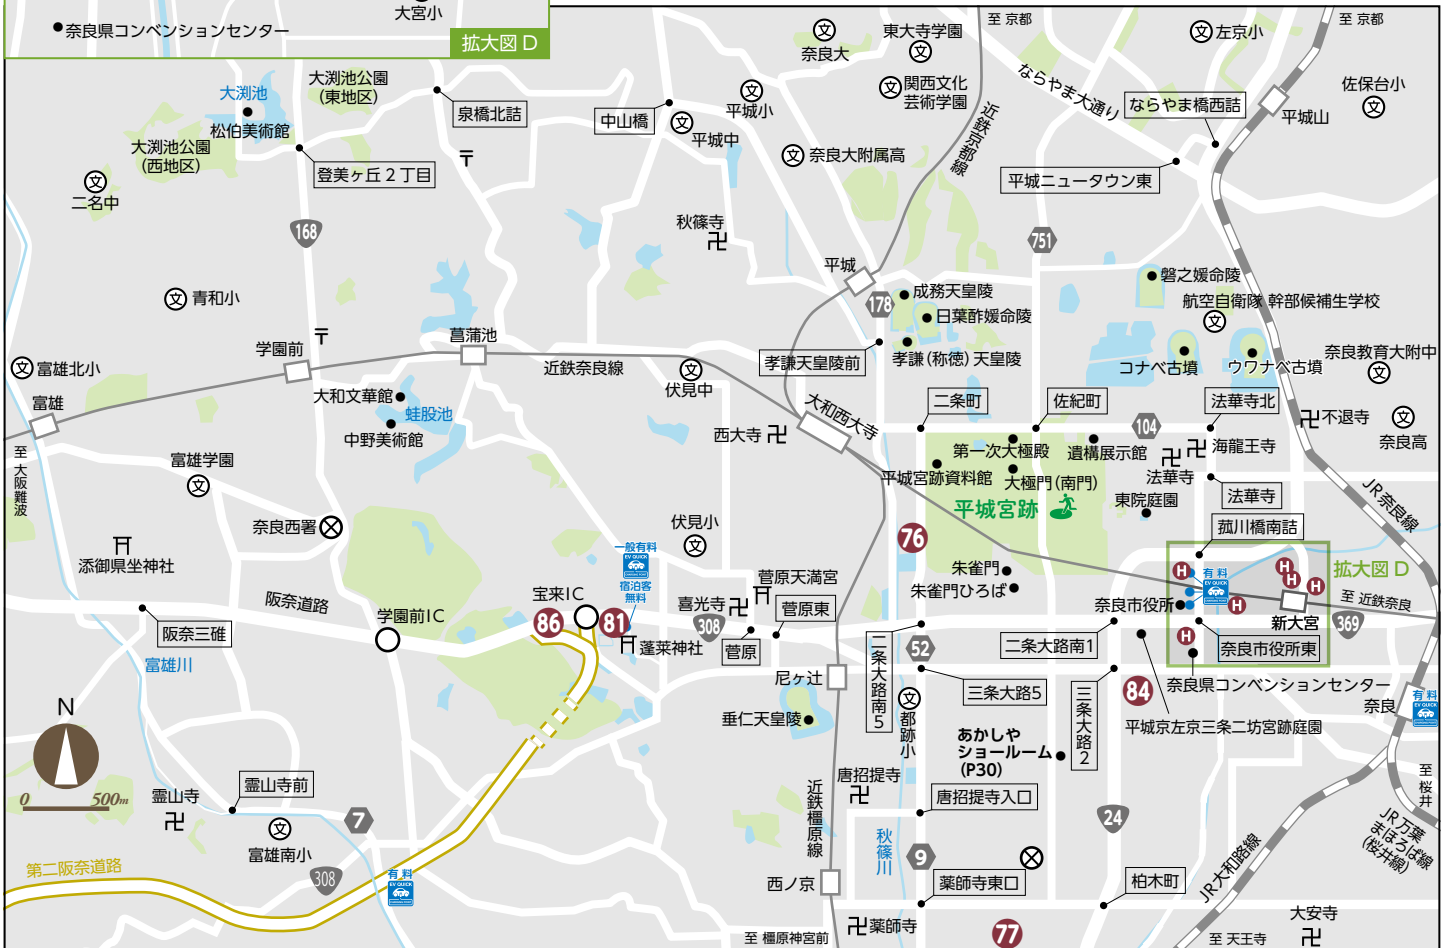 大宮小
奈良県コンベンションセンター
拡大図 D
至 京都
至 京都
奈良大
東大寺学園
左京小
大渕池公園
(東地区)
大渕池
松伯美術館
泉橋北詰
中山橋
平城小
平城中
関西文化
芸術学園
ならやま大通り
ならやま橋西詰
平城山
佐保台小
大渕池公園
(西地区)
登美ヶ丘2丁目
奈良大附属高
近鉄京都線
平城ニュータウン東
二名中
168
秋篠寺
751
平城
磐之媛命陵
青和小
178
成務天皇陵
日葉酢媛命陵
航空自衛隊 幹部候補生学校
学園前
菖蒲池
近鉄奈良線
孝謙天皇陵前
孝謙(称徳)天皇陵
コナベ古墳
ウワナベ古墳
奈良教育大附中
富雄北小
伏見中
富雄
大和文華館
蛙股池
中野美術館
大和西大寺
二条町
佐紀町
法華寺北
不退寺
奈良高
西大寺
104
至 大阪難波
富雄学園
第一次大極殿
遺構展示館
海龍王寺
平城宮跡資料館
大極門(南門)
法華寺
法華寺
東院庭園
平城宮跡
JR奈良線
奈良西署
伏見小
76
菰川橋南詰
添御県坐神社
一般有料
EV QUICK
宿泊客
無料
菅原天満宮
朱雀門
朱雀門ひろば
H
有料
EV QUICK
H
H
H
H
H
拡大図 D
至 近鉄奈良
阪奈道路
学園前IC
宝来IC
86
81
喜光寺
308
菅原東
奈良市役所
新大宮
369
阪奈三碓
蓬莱神社
菅原
二条大路南5
52
二条大路南1
奈良市役所東
富雄川
尼ヶ辻
三条大路5
三条大路2
84
奈良県コンベンションセンター
奈良
有料
EV QUICK
N
垂仁天皇陵
都跡小
平城京左京三条二坊宮跡庭園
あかしや
ショールーム
(P30)
0 500m
霊山寺前
霊山寺
富雄南小
7
近鉄橿原線
唐招提寺
唐招提寺入口
24
至 桜井
JR万葉
まほろば線
(桜井線)
JR大和路線
秋篠川
第二阪奈道路
308
有料
EV QUICK
西ノ京
9
薬師寺東口
柏木町
薬師寺
77
大安寺
至 橿原神宮前
至 天王寺